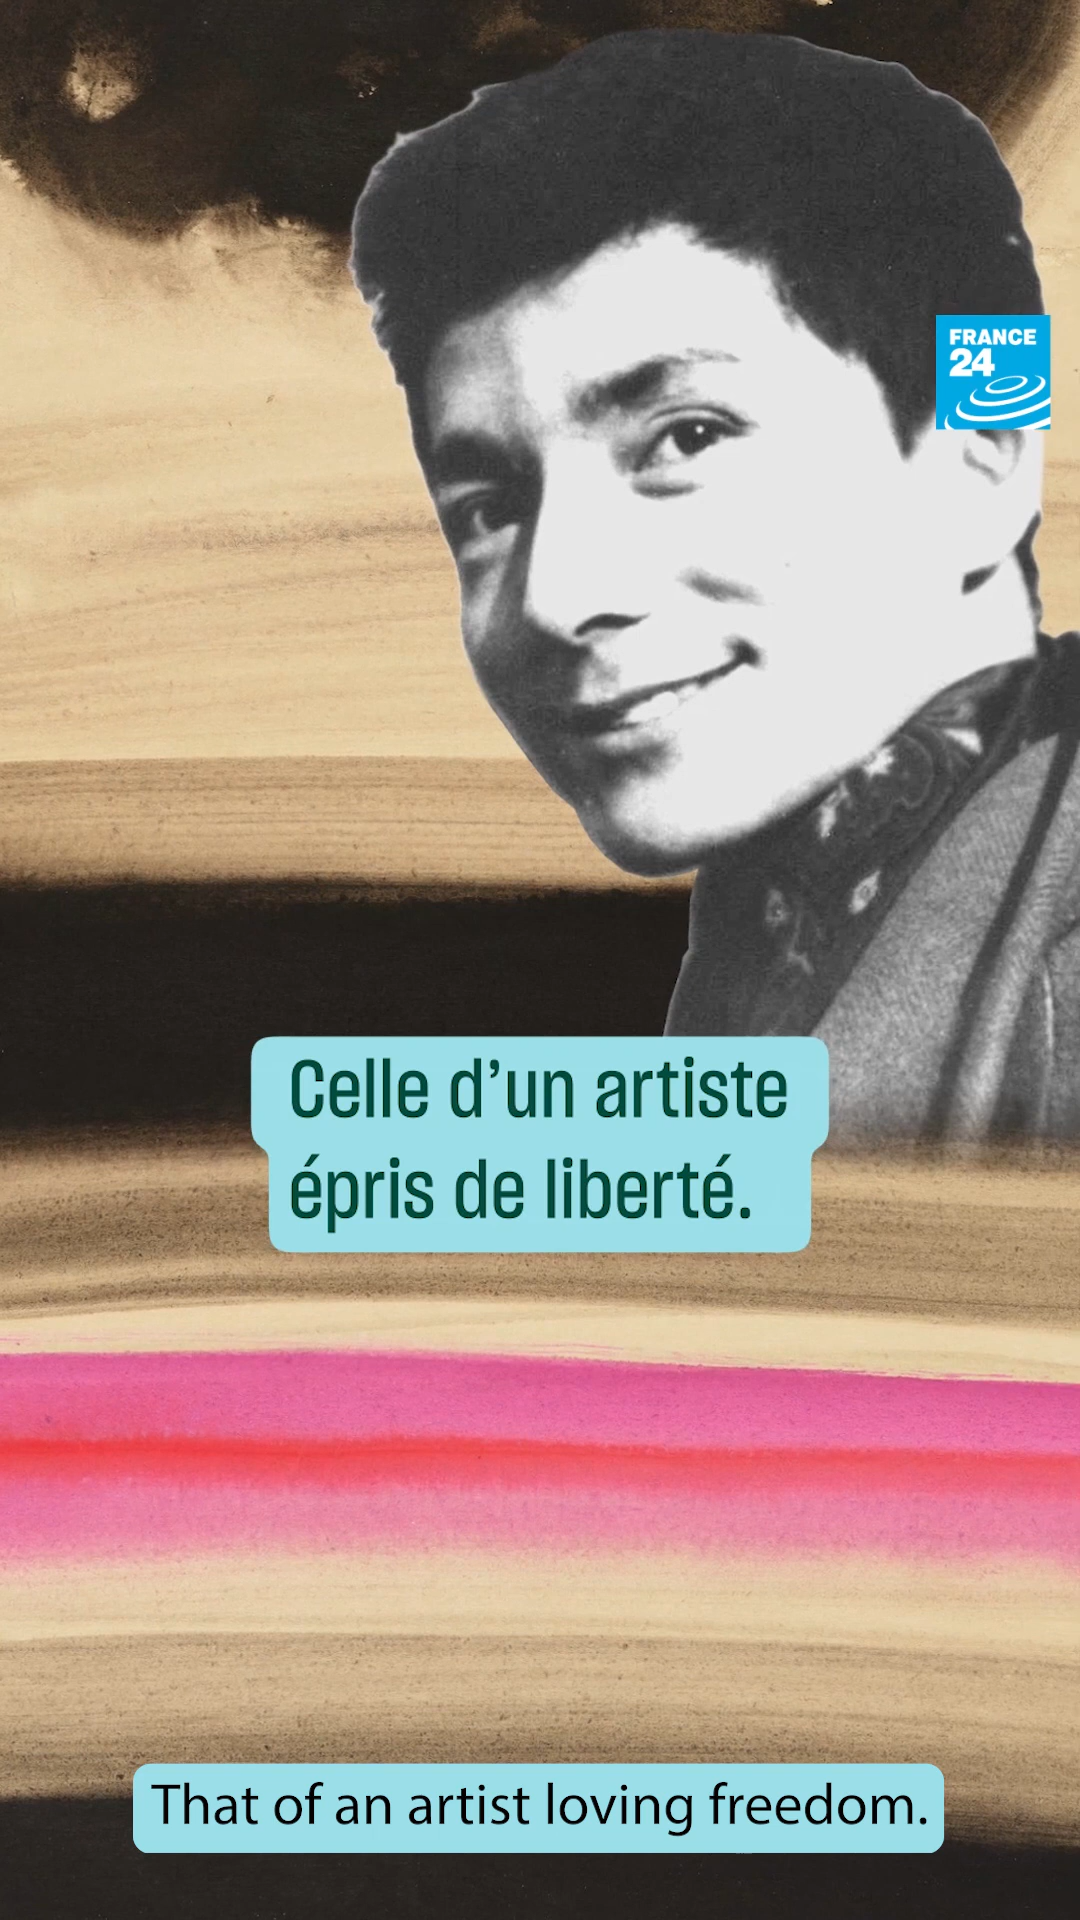 FRANCE
24
Celle d’un artiste
épris de liberté.
That of an artist loving freedom.